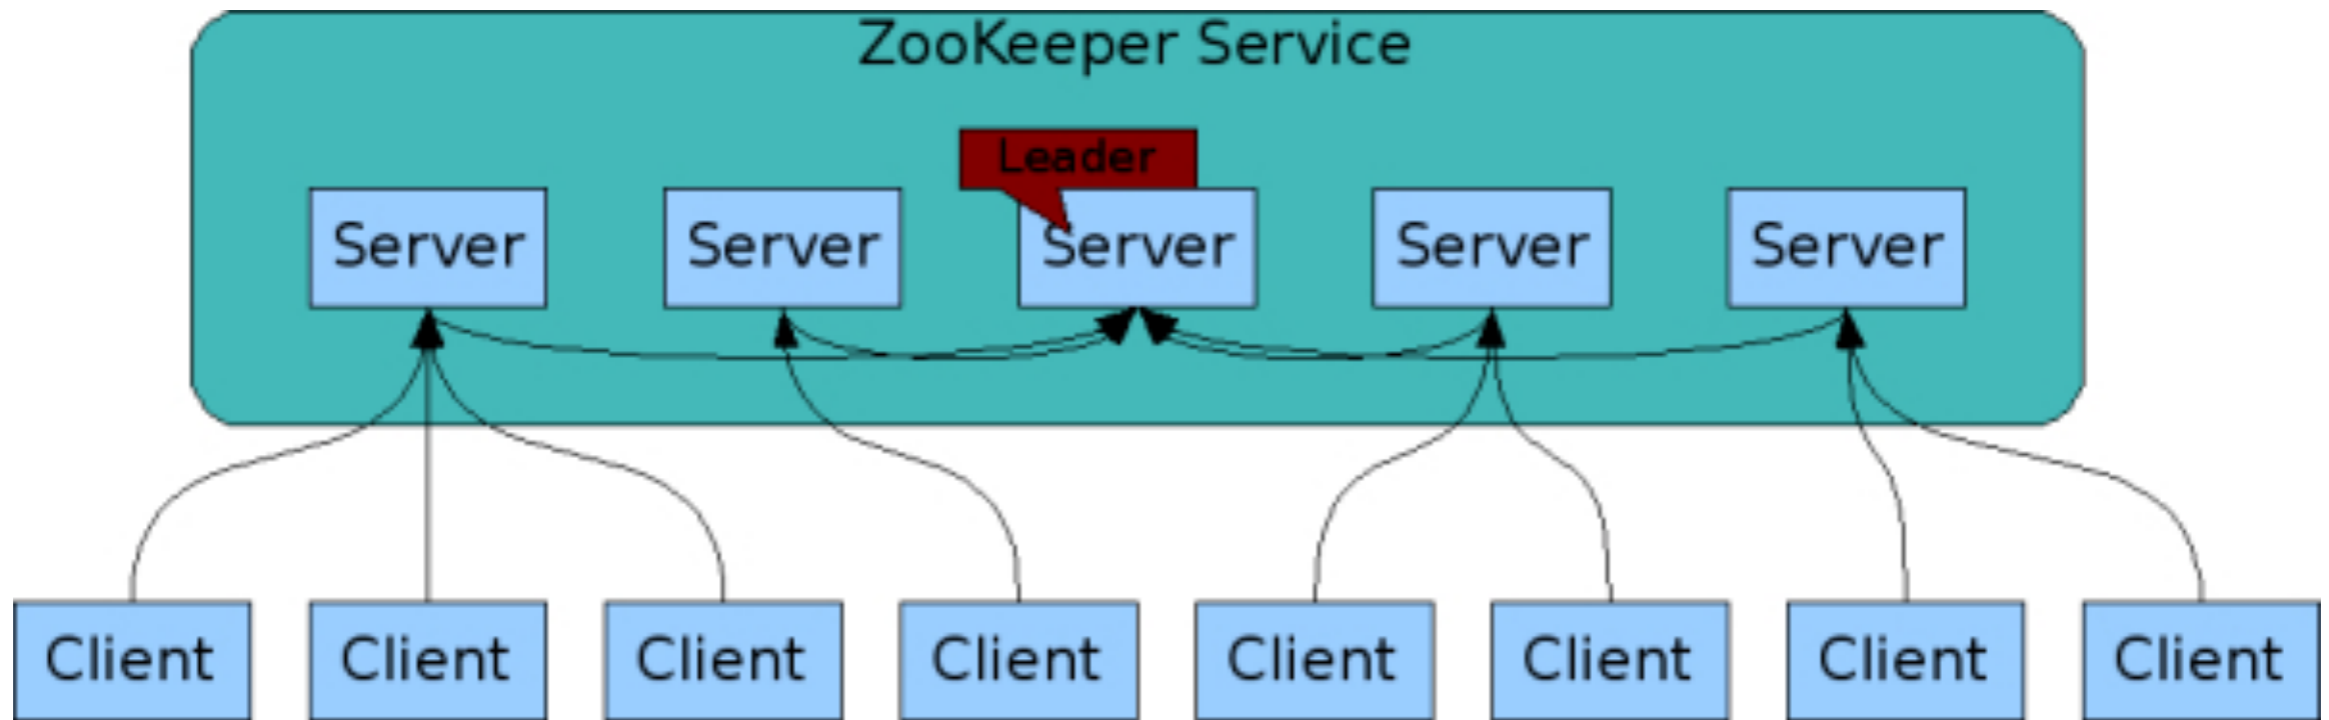 ZooKeeper Service
Leader
Server Server Server Server Server
Client Client Client Client Client Client Client Client